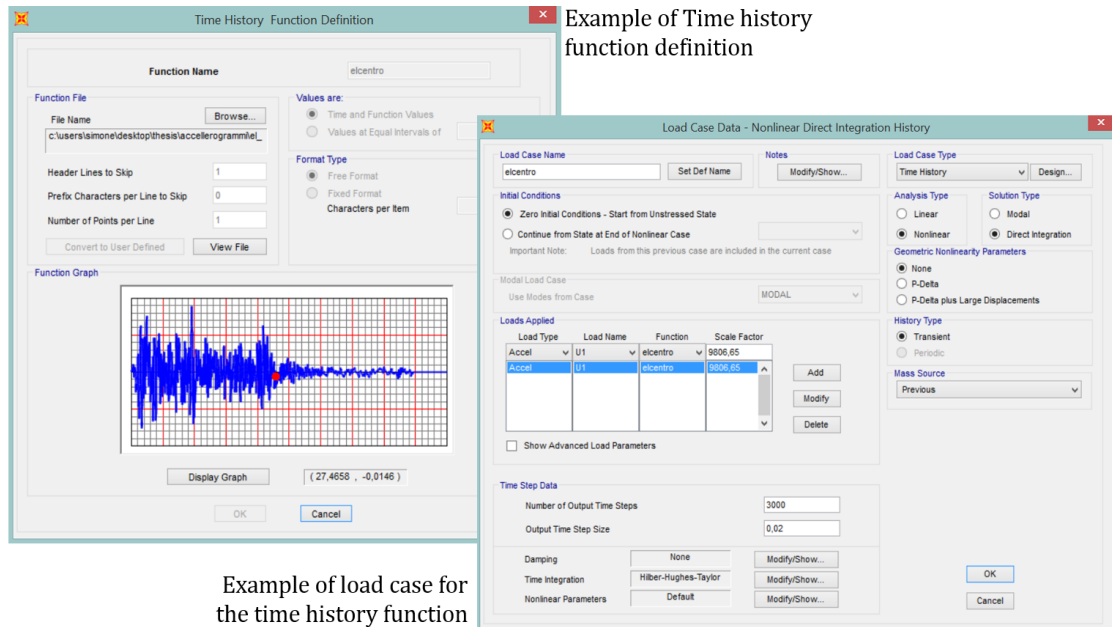 Time History Function Definition
Example of Time history
function definition
Function Name
elcentro
Function File
File Name
Browse...
c:\users\simone\desktop\thesis\accellerogrammi\el_
Header Lines to Skip
1
Prefix Characters per Line to Skip
0
Number of Points per Line
1
Convert to User Defined
View File
Values are:
Time and Function Values
Values at Equal Intervals of
Format Type
Free Format
Fixed Format
Characters per Item
Function Graph
Display Graph
( 27,4658 , -0,0146 )
OK
Cancel
Load Case Data - Nonlinear Direct Integration History
Load Case Name
elcentro
Set Def Name
Notes
Modify/Show...
Load Case Type
Time History
Design...
Initial Conditions
Zero Initial Conditions - Start from Unstressed State
Continue from State at End of Nonlinear Case
Important Note: Loads from this previous case are included in the current case
Analysis Type
Linear
Nonlinear
Solution Type
Modal
Direct Integration
Geometric Nonlinearity Parameters
None
P-Delta
P-Delta plus Large Displacements
Modal Load Case
Use Modes from Case
MODAL
History Type
Transient
Periodic
Loads Applied
Load Type Load Name Function Scale Factor
Accel U1 elcentro 9806,65
Accel U1 elcentro 9806,65
Add
Modify
Delete
Show Advanced Load Parameters
Mass Source
Previous
Time Step Data
Number of Output Time Steps
3000
Output Time Step Size
0,02
Damping
None
Modify/Show...
Time Integration
Hilber-Hughes-Taylor
Modify/Show...
Nonlinear Parameters
Default
Modify/Show...
OK
Cancel
Example of load case for
the time history function